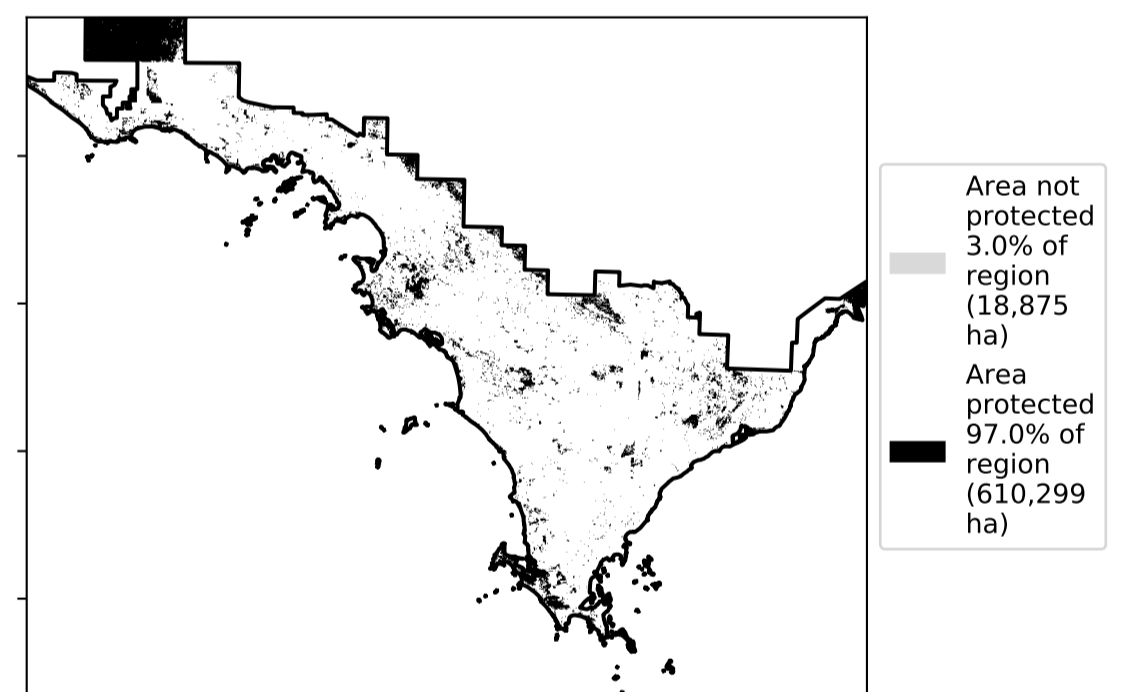 Area not
protected
3.0% of
region
(18,875
ha)
Area
protected
97.0% of
region
(610,299
ha)